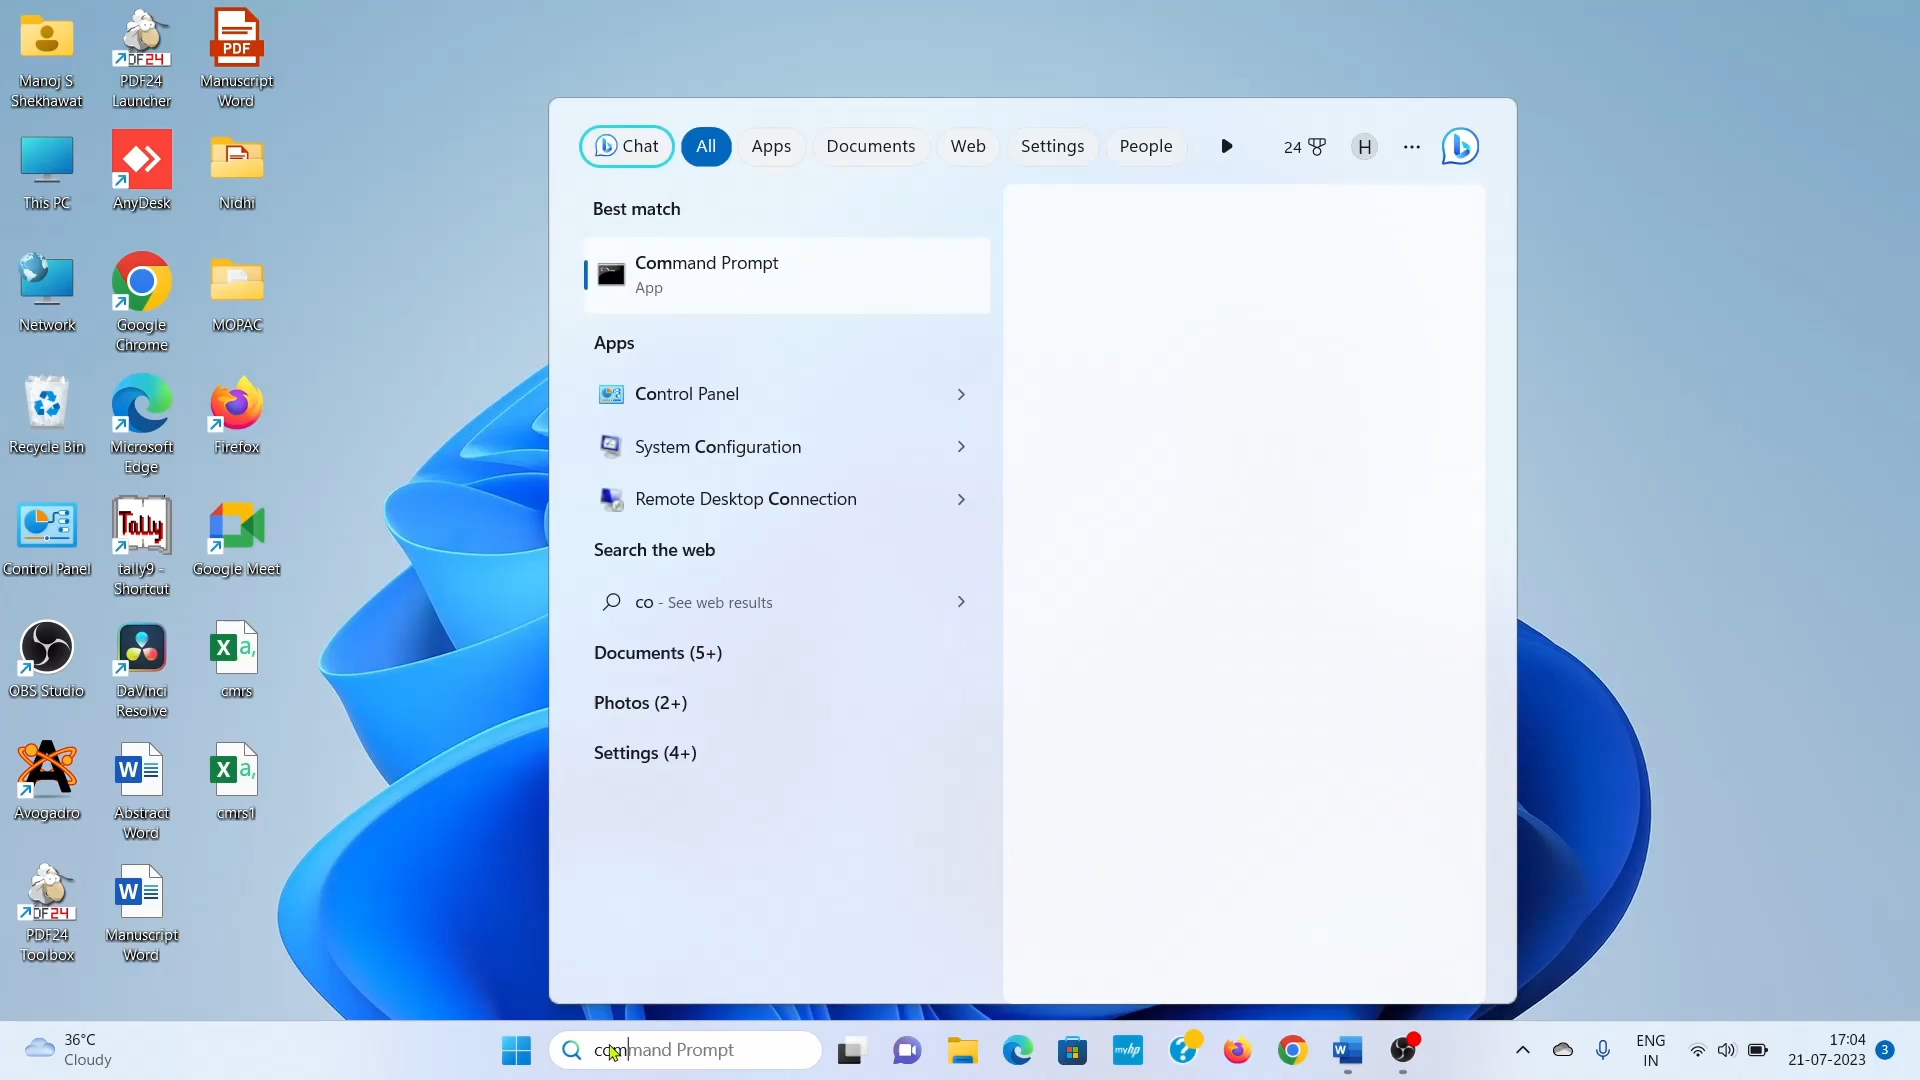 Manoj S
Shekhawat
PDF24
Launcher
PDF
Manuscript
Word
This PC
AnyDesk
Nidhi
Network
Google
Chrome
MOPAC
Recycle Bin
Microsoft
Edge
Firefox
Control Panel
Tally
tally9 -
Shortcut
Google Meet
OBS Studio
DaVinci
Resolve
cmrs
Avogadro
Abstract
Word
cmrs1
PDF24
Toolbox
Manuscript
Word
Chat
All
Apps
Documents
Web
Settings
People
24
H
Best match
Command Prompt
App
Apps
Control Panel
System Configuration
Remote Desktop Connection
Search the web
co - See web results
Documents (5+)
Photos (2+)
Settings (4+)
36°C
Cloudy
command Prompt
myhp
ENG
IN
17:04
21-07-2023
3